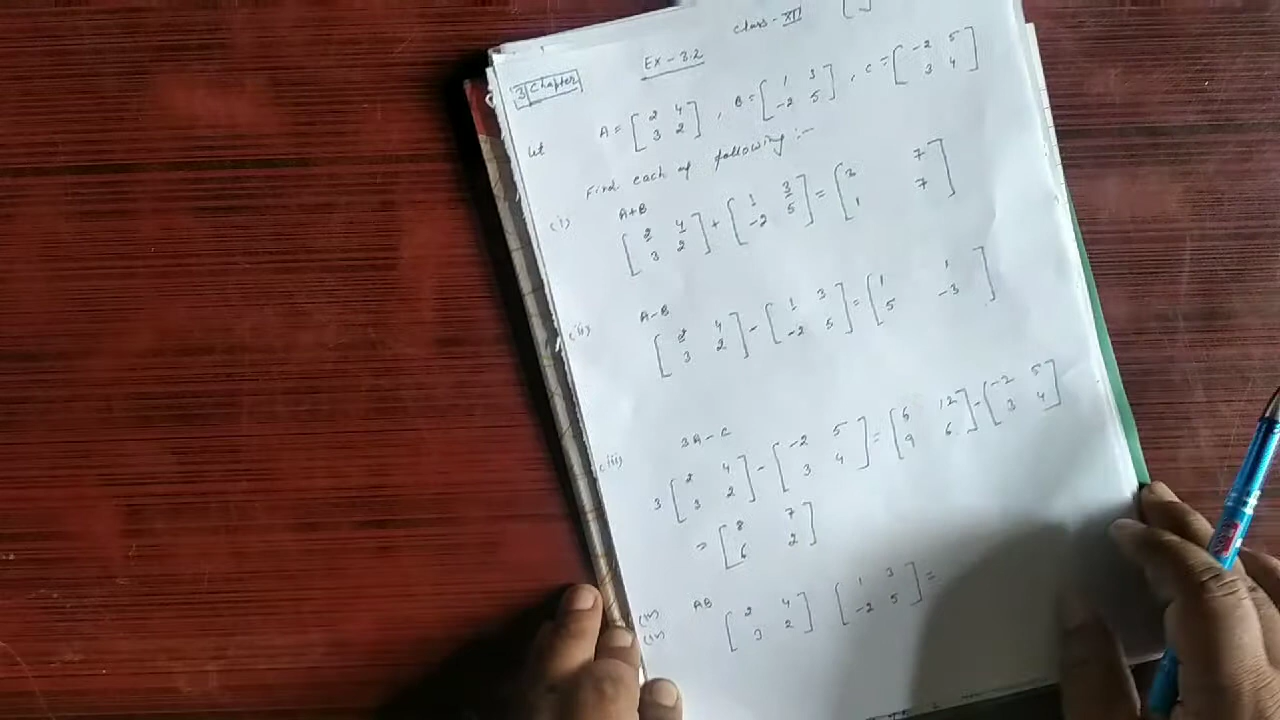 Class - XII
3 Chapter
Ex - 3.2
Let A = [2 4; 3 2], B = [1 3; -2 5], C = [-2 5; 3 4]
Find each of following :-
(i) A+B
[2 4; 3 2] + [1 3; -2 5] = [3 7; 1 7]
(ii) A-B
[2 4; 3 2] - [1 3; -2 5] = [1 1; 5 -3]
(iii) 3A - C
3 [2 4; 3 2] - [-2 5; 3 4] = [6 12; 9 6] - [-2 5; 3 4]
= [8 7; 6 2]
(iv) AB
(iv) [2 4; 3 2] [1 3; -2 5] =